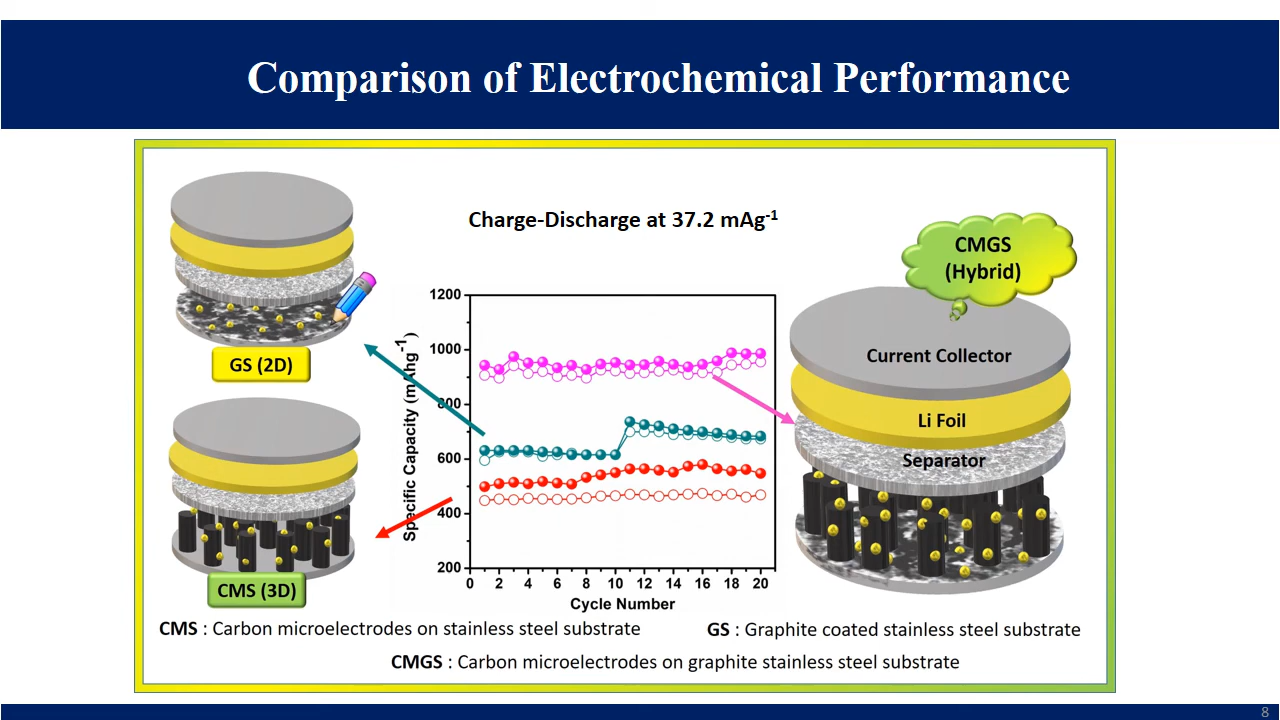 Comparison of Electrochemical Performance
Charge-Discharge at 37.2 mAg-1
CMGS
(Hybrid)
GS (2D)
CMS (3D)
Current Collector
Li Foil
Separator
Specific Capacity (mAhg-1)
1200
1000
800
600
400
200
0 2 4 6 8 10 12 14 16 18 20
Cycle Number
CMS : Carbon microelectrodes on stainless steel substrate
GS : Graphite coated stainless steel substrate
CMGS : Carbon microelectrodes on graphite stainless steel substrate
8